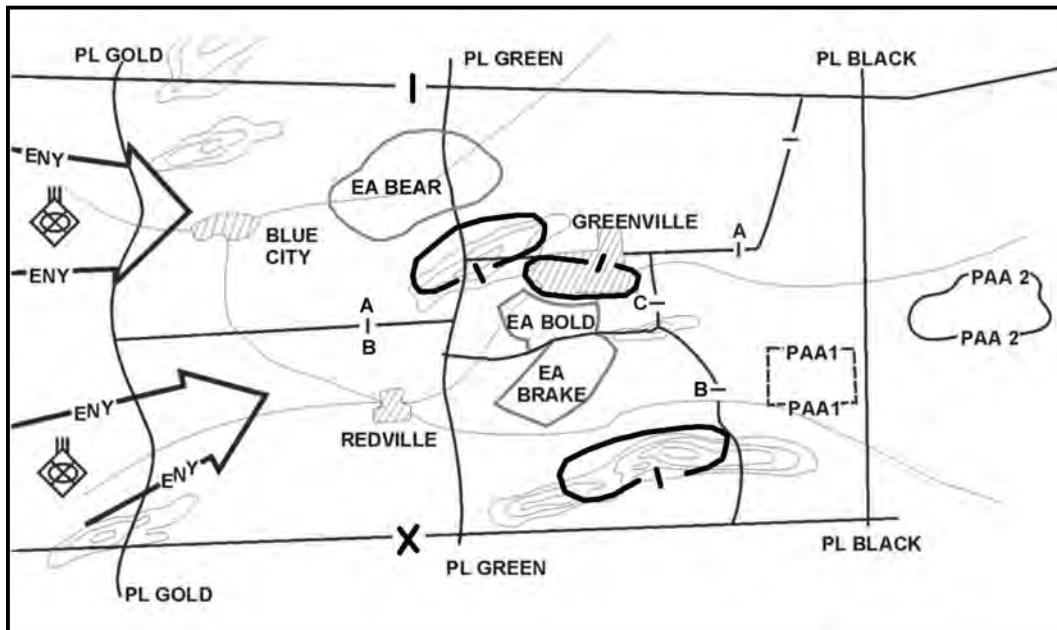 PL GOLD
PL GREEN
PL BLACK
I
I
ENY
EA BEAR
GREENVILLE
A
BLUE
CITY
ENY
I
I
PAA 2
C
A
B
EA BOLD
PAA 2
PAA1
EA
BRAKE
B
PAA1
ENY
REDVILLE
ENY
I
X
PL BLACK
PL GREEN
PL GOLD